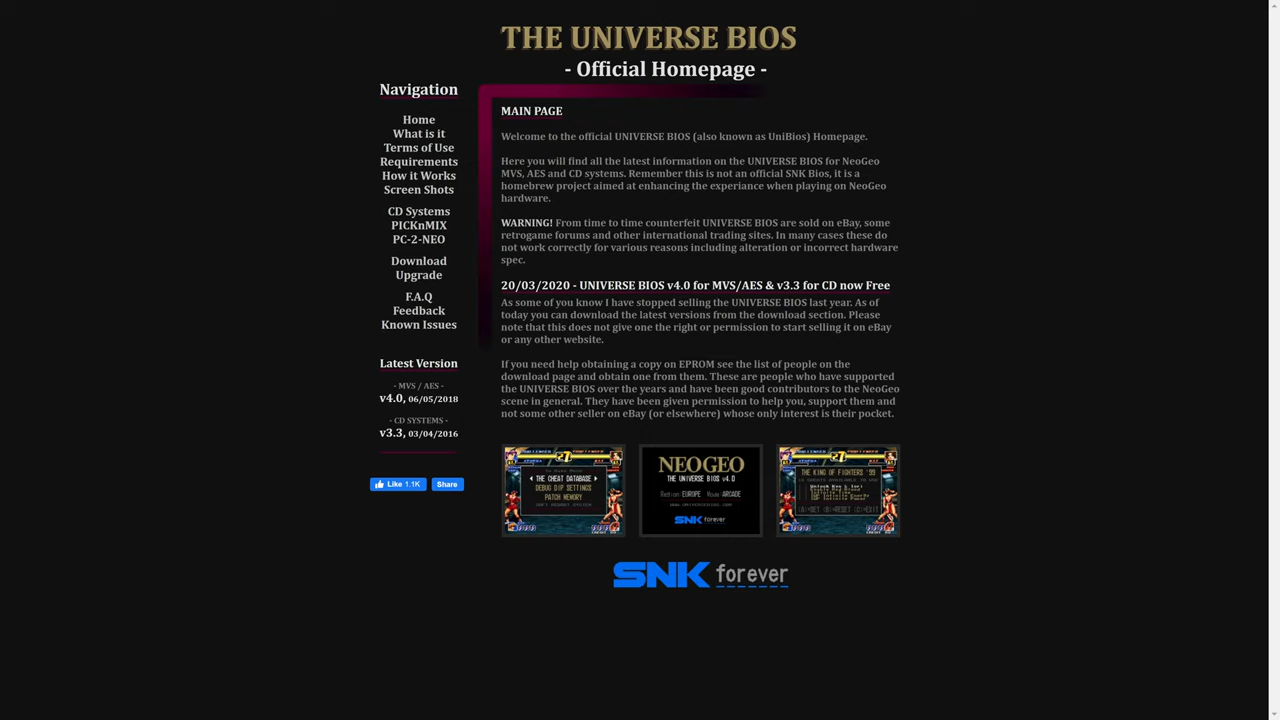 THE UNIVERSE BIOS
- Official Homepage -
Navigation
Home
What is it
Terms of Use
Requirements
How it Works
Screen Shots
CD Systems
PICKnMIX
PC-2-NEO
Download
Upgrade
F.A.Q
Feedback
Known Issues
Latest Version
- MVS / AES -
v4.0, 06/05/2018
- CD SYSTEMS -
v3.3, 03/04/2016
Like 1.1K
Share
MAIN PAGE
Welcome to the official UNIVERSE BIOS (also known as UniBios) Homepage.
Here you will find all the latest information on the UNIVERSE BIOS for NeoGeo
MVS, AES and CD systems. Remember this is not an official SNK Bios, it is a
homebrew project aimed at enhancing the experiance when playing on NeoGeo
hardware.
WARNING! From time to time counterfeit UNIVERSE BIOS are sold on eBay, some
retrogame forums and other international trading sites. In many cases these do
not work correctly for various reasons including alteration or incorrect hardware
spec.
20/03/2020 - UNIVERSE BIOS v4.0 for MVS/AES & v3.3 for CD now Free
As some of you know I have stopped selling the UNIVERSE BIOS last year. As of
today you can download the latest versions from the download section. Please
note that this does not give one the right or permission to start selling it on eBay
or any other website.
If you need help obtaining a copy on EPROM see the list of people on the
download page and obtain one from them. These are people who have supported
the UNIVERSE BIOS over the years and have been good contributors to the NeoGeo
scene in general. They have been given permission to help you, support them and
not some other seller on eBay (or elsewhere) whose only interest is their pocket.
THE CHEAT DATABASE
DEBUG DIP SETTINGS
PATCH MEMORY
NEOGEO
THE UNIVERSE BIOS v4.0
Region: EUROPE Mode: ARCADE
WWW.UNIVERSEBIOS.COM
SNK forever
THE KING OF FIGHTERS '99
SNK forever